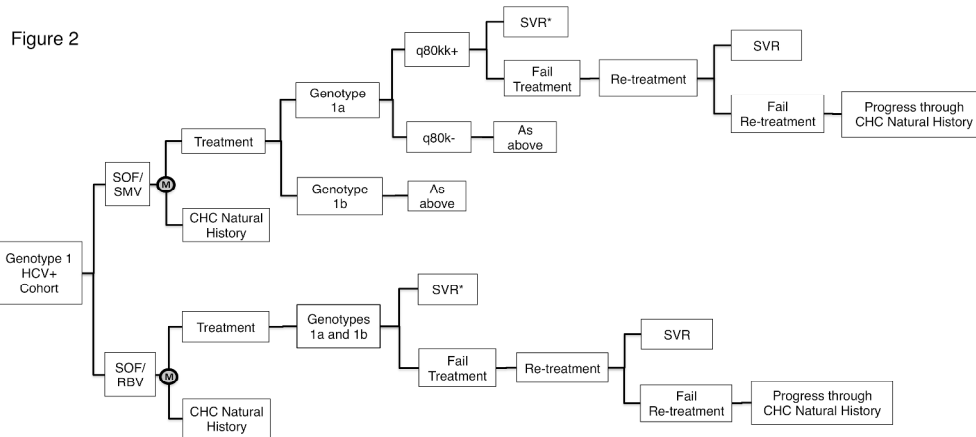 Figure 2
Genotype 1
HCV+
Cohort
SOF/
SMV
M
Treatment
CHC Natural
History
Genotype
1a
q80kk+
SVR*
Fail
Treatment
Re-treatment
SVR
Fail
Re-treatment
Progress through
CHC Natural History
q80k-
As
above
Genotype
1b
As
above
SOF/
RBV
M
Treatment
CHC Natural
History
Genotypes
1a and 1b
SVR*
Fail
Treatment
Re-treatment
SVR
Fail
Re-treatment
Progress through
CHC Natural History